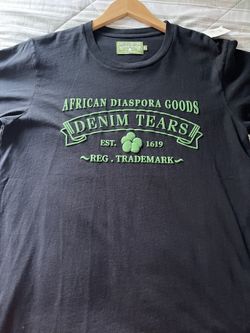 AFRICAN DIASPORA GOODS
DENIM TEARS
EST. 1619
~REG. TRADEMARK~